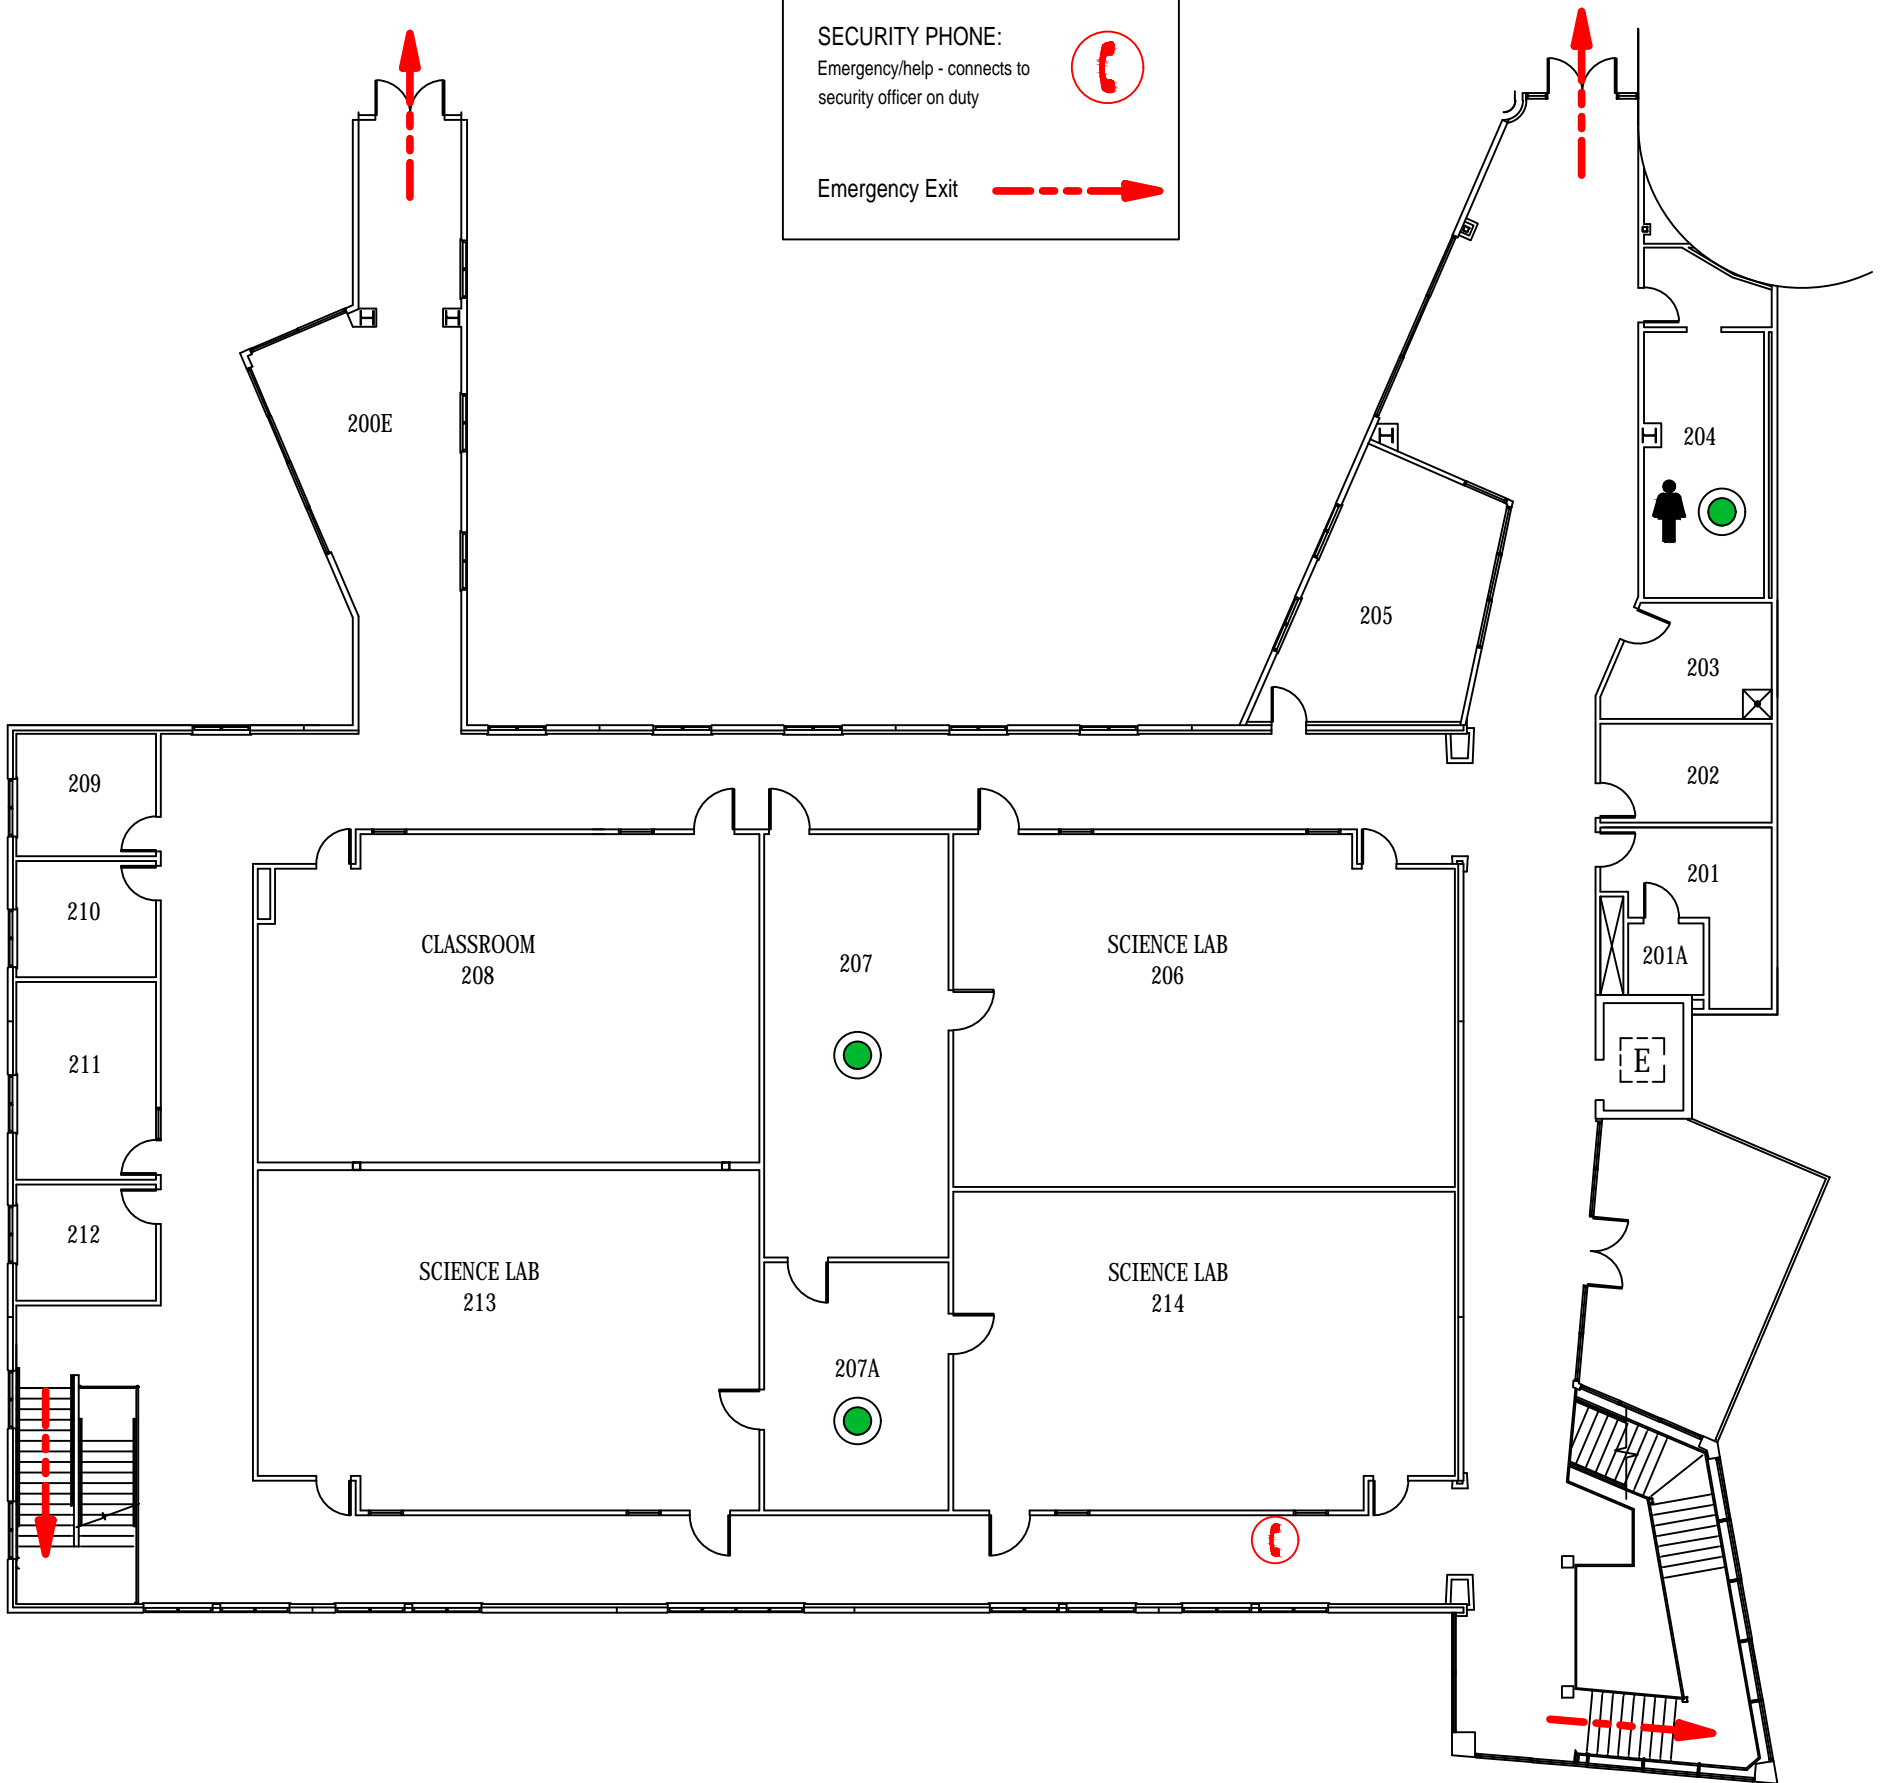 SECURITY PHONE:
Emergency/help - connects to
security officer on duty
Emergency Exit
200E
204
205
203
209
202
201
210
CLASSROOM
208
207
SCIENCE LAB
206
201A
211
E
212
SCIENCE LAB
213
SCIENCE LAB
214
207A